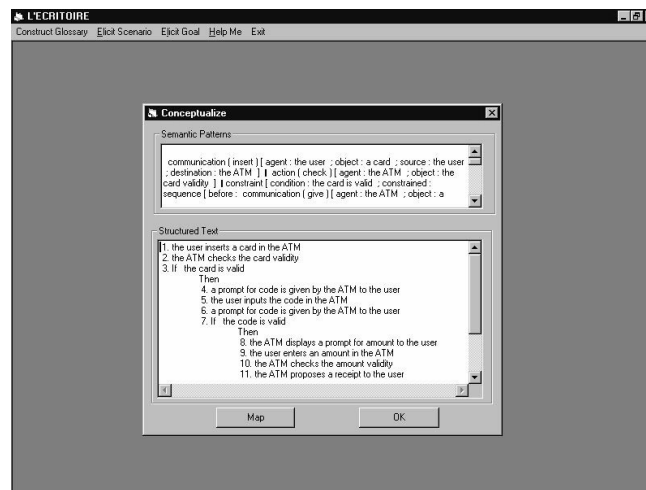 L'ECRITOIRE
Construct Glossary Elicit Scenario Elicit Goal Help Me Exit
Conceptualize
Semantic Patterns
communication ( insert ) [ agent : the user ; object : a card ; source : the user
; destination : the ATM ] | action ( check ) [ agent : the ATM ; object : the
card validity ] | constraint [ condition : the card is valid ; constrained :
sequence [ before : communication ( give ) [ agent : the ATM ; object : a
Structured Text
1. the user inserts a card in the ATM
2. the ATM checks the card validity
3. If the card is valid
Then
4. a prompt for code is given by the ATM to the user
5. the user inputs the code in the ATM
6. a prompt for code is given by the ATM to the user
7. If the code is valid
Then
8. the ATM displays a prompt for amount to the user
9. the user enters an amount in the ATM
10. the ATM checks the amount validity
11. the ATM proposes a receipt to the user
Map OK